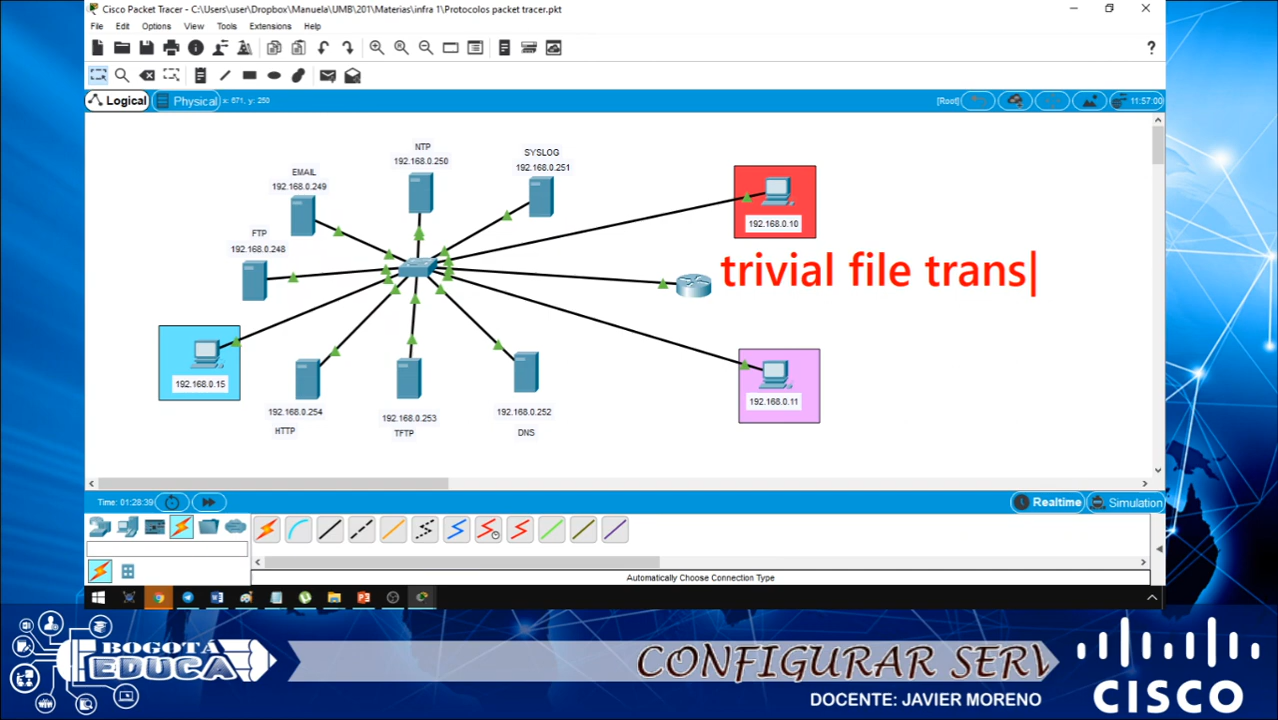 Cisco Packet Tracer - C:\Users\user\Dropbox\Manuela\UMB\201\Materias\infra 1\Protocolos packet tracer.pkt
File Edit Options View Tools Extensions Help
Logical Physical x: 671, y: 250 [Root] 11:57:00
NTP
192.168.0.250
SYSLOG
192.168.0.251
EMAIL
192.168.0.249
FTP
192.168.0.248
192.168.0.10
trivial file trans
192.168.0.15
192.168.0.11
192.168.0.254
HTTP
192.168.0.253
TFTP
192.168.0.252
DNS
Time: 01:28:39 Realtime Simulation
Automatically Choose Connection Type
BOGOTÁ
EDUCA
CONFIGURAR SERV
DOCENTE: JAVIER MORENO
CISCO